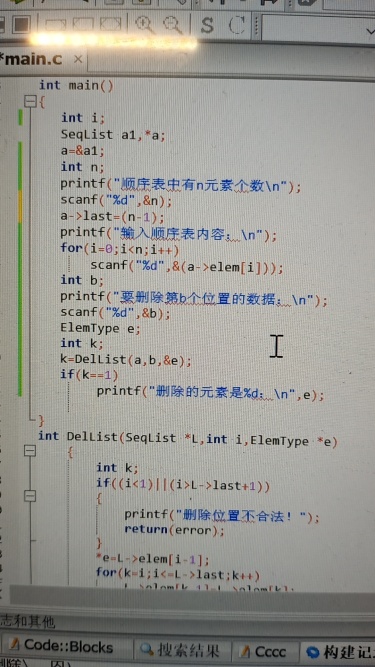 *main.c ×
int main()
{
int i;
SeqList a1,*a;
a=&a1;
int n;
printf("顺序表中有n元素个数\n");
scanf("%d",&n);
a->last=(n-1);
printf("输入顺序表内容：\n");
for(i=0;i<n;i++)
scanf("%d",&(a->elem[i]));
int b;
printf("要删除第b个位置的数据：\n");
scanf("%d",&b);
ElemType e;
int k;
k=DelList(a,b,&e);
if(k==1)
printf("删除的元素是%d：\n",e);
}
int DelList(SeqList *L,int i,ElemType *e)
{
int k;
if((i<1)||(i>L->last+1))
{
printf("删除位置不合法！");
return(error);
}
*e=L->elem[i-1];
for(k=i;i<=L->last;k++)
志和其他
Code::Blocks 搜索结果 Cccc 构建记